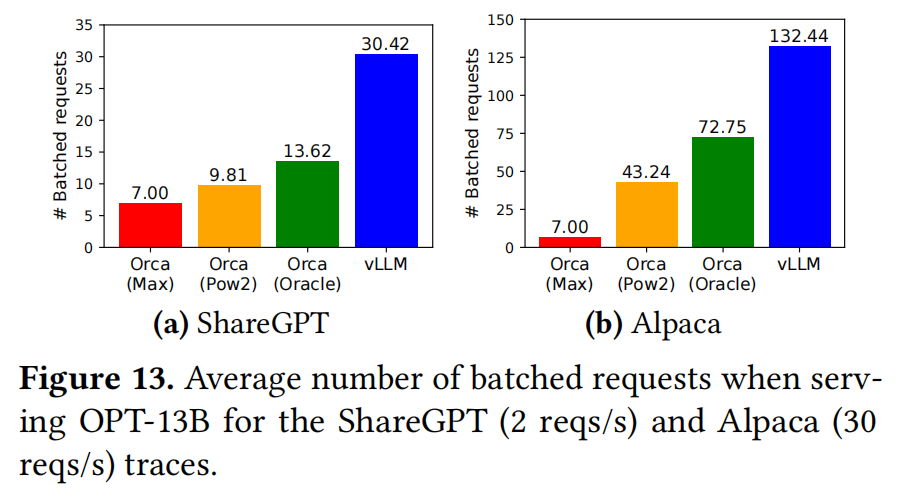 # Batched requests
35
30
25
20
15
10
5
0
7.00
9.81
13.62
30.42
Orca
(Max)
Orca
(Pow2)
Orca
(Oracle)
vLLM
(a) ShareGPT
# Batched requests
150
125
100
75
50
25
0
7.00
43.24
72.75
132.44
Orca
(Max)
Orca
(Pow2)
Orca
(Oracle)
vLLM
(b) Alpaca
Figure 13. Average number of batched requests when serv-
ing OPT-13B for the ShareGPT (2 reqs/s) and Alpaca (30
reqs/s) traces.